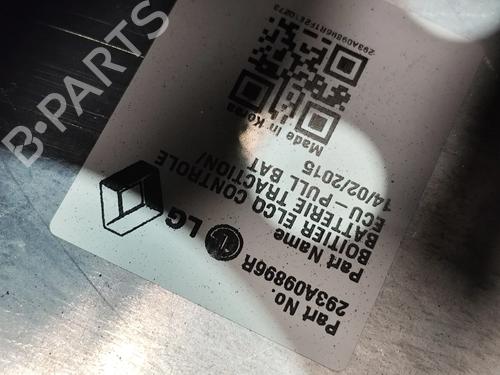 Part No.
293A09896R
Part Name
BOITIER ELCO CONTROLE
BATTERIE TRACTION/
ECU - PULL BAT
14/02/2015
LG
Made in Korea
B-PARTS